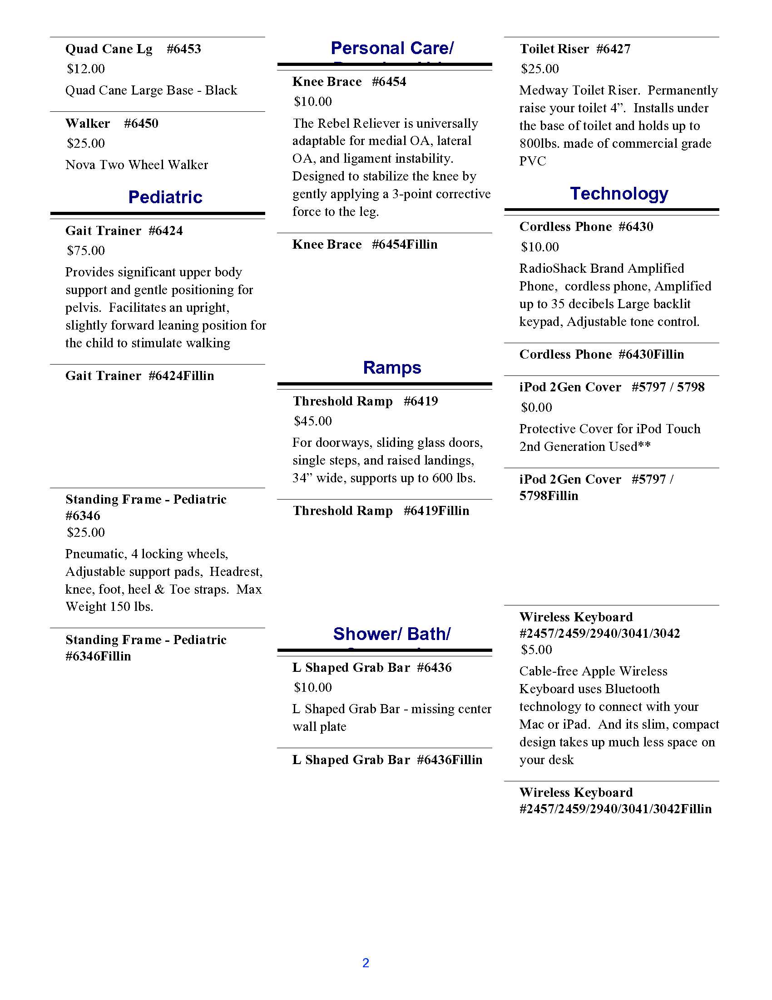 Quad Cane Lg    #6453
$12.00
Quad Cane Large Base - Black
Walker    #6450
$25.00
Nova Two Wheel Walker
Pediatric
Gait Trainer  #6424
$75.00
Provides significant upper body
support and gentle positioning for
pelvis.  Facilitates an upright,
slightly forward leaning position for
the child to stimulate walking
Gait Trainer  #6424Fillin
Standing Frame - Pediatric
#6346
$25.00
Pneumatic, 4 locking wheels,
Adjustable support pads,  Headrest,
knee, foot, heel & Toe straps.  Max
Weight 150 lbs.
Standing Frame - Pediatric
#6346Fillin
Personal Care/
Knee Brace   #6454
$10.00
The Rebel Reliever is universally
adaptable for medial OA, lateral
OA, and ligament instability.
Designed to stabilize the knee by
gently applying a 3-point corrective
force to the leg.
Knee Brace   #6454Fillin
Ramps
Threshold Ramp   #6419
$45.00
For doorways, sliding glass doors,
single steps, and raised landings,
34” wide, supports up to 600 lbs.
Threshold Ramp   #6419Fillin
Shower/ Bath/
L Shaped Grab Bar  #6436
$10.00
L Shaped Grab Bar - missing center
wall plate
L Shaped Grab Bar  #6436Fillin
Toilet Riser  #6427
$25.00
Medway Toilet Riser.  Permanently
raise your toilet 4”.  Installs under
the base of toilet and holds up to
800lbs. made of commercial grade
PVC
Technology
Cordless Phone  #6430
$10.00
RadioShack Brand Amplified
Phone,  cordless phone, Amplified
up to 35 decibels Large backlit
keypad, Adjustable tone control.
Cordless Phone  #6430Fillin
iPod 2Gen Cover   #5797 / 5798
$0.00
Protective Cover for iPod Touch
2nd Generation Used**
iPod 2Gen Cover   #5797 /
5798Fillin
Wireless Keyboard
#2457/2459/2940/3041/3042
$5.00
Cable-free Apple Wireless
Keyboard uses Bluetooth
technology to connect with your
Mac or iPad.  And its slim, compact
design takes up much less space on
your desk
Wireless Keyboard
#2457/2459/2940/3041/3042Fillin
2